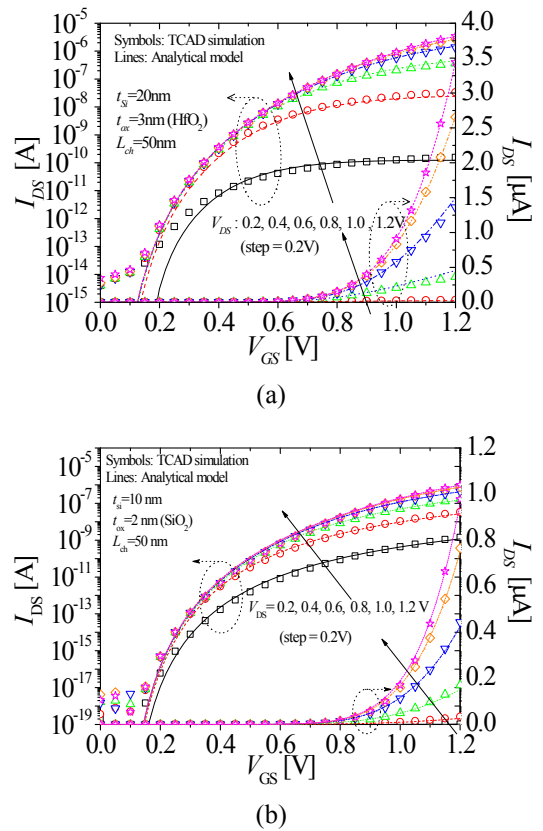 (a)
Symbols: TCAD simulation
Lines: Analytical model
t_Si=20nm
t_ox=3nm (HfO₂)
L_ch=50nm
V_DS : 0.2, 0.4, 0.6, 0.8, 1.0 , 1.2V
(step = 0.2V)
I_DS [A]
10⁻⁵
10⁻⁶
10⁻⁷
10⁻⁸
10⁻⁹
10⁻¹⁰
10⁻¹¹
10⁻¹²
10⁻¹³
10⁻¹⁴
10⁻¹⁵
I_DS [μA]
4.0
3.5
3.0
2.5
2.0
1.5
1.0
0.5
0.0
0.0 0.2 0.4 0.6 0.8 1.0 1.2
V_GS [V]
(a)
Symbols: TCAD simulation
Lines: Analytical model
t_si=10 nm
t_ox=2 nm (SiO₂)
L_ch=50 nm
V_DS= 0.2, 0.4, 0.6, 0.8, 1.0, 1.2 V
(step = 0.2V)
I_DS [A]
10⁻⁵
10⁻⁷
10⁻⁹
10⁻¹¹
10⁻¹³
10⁻¹⁵
10⁻¹⁷
10⁻¹⁹
I_DS [μA]
1.2
1.0
0.8
0.6
0.4
0.2
0.0
0.0 0.2 0.4 0.6 0.8 1.0 1.2
V_GS [V]
(b)